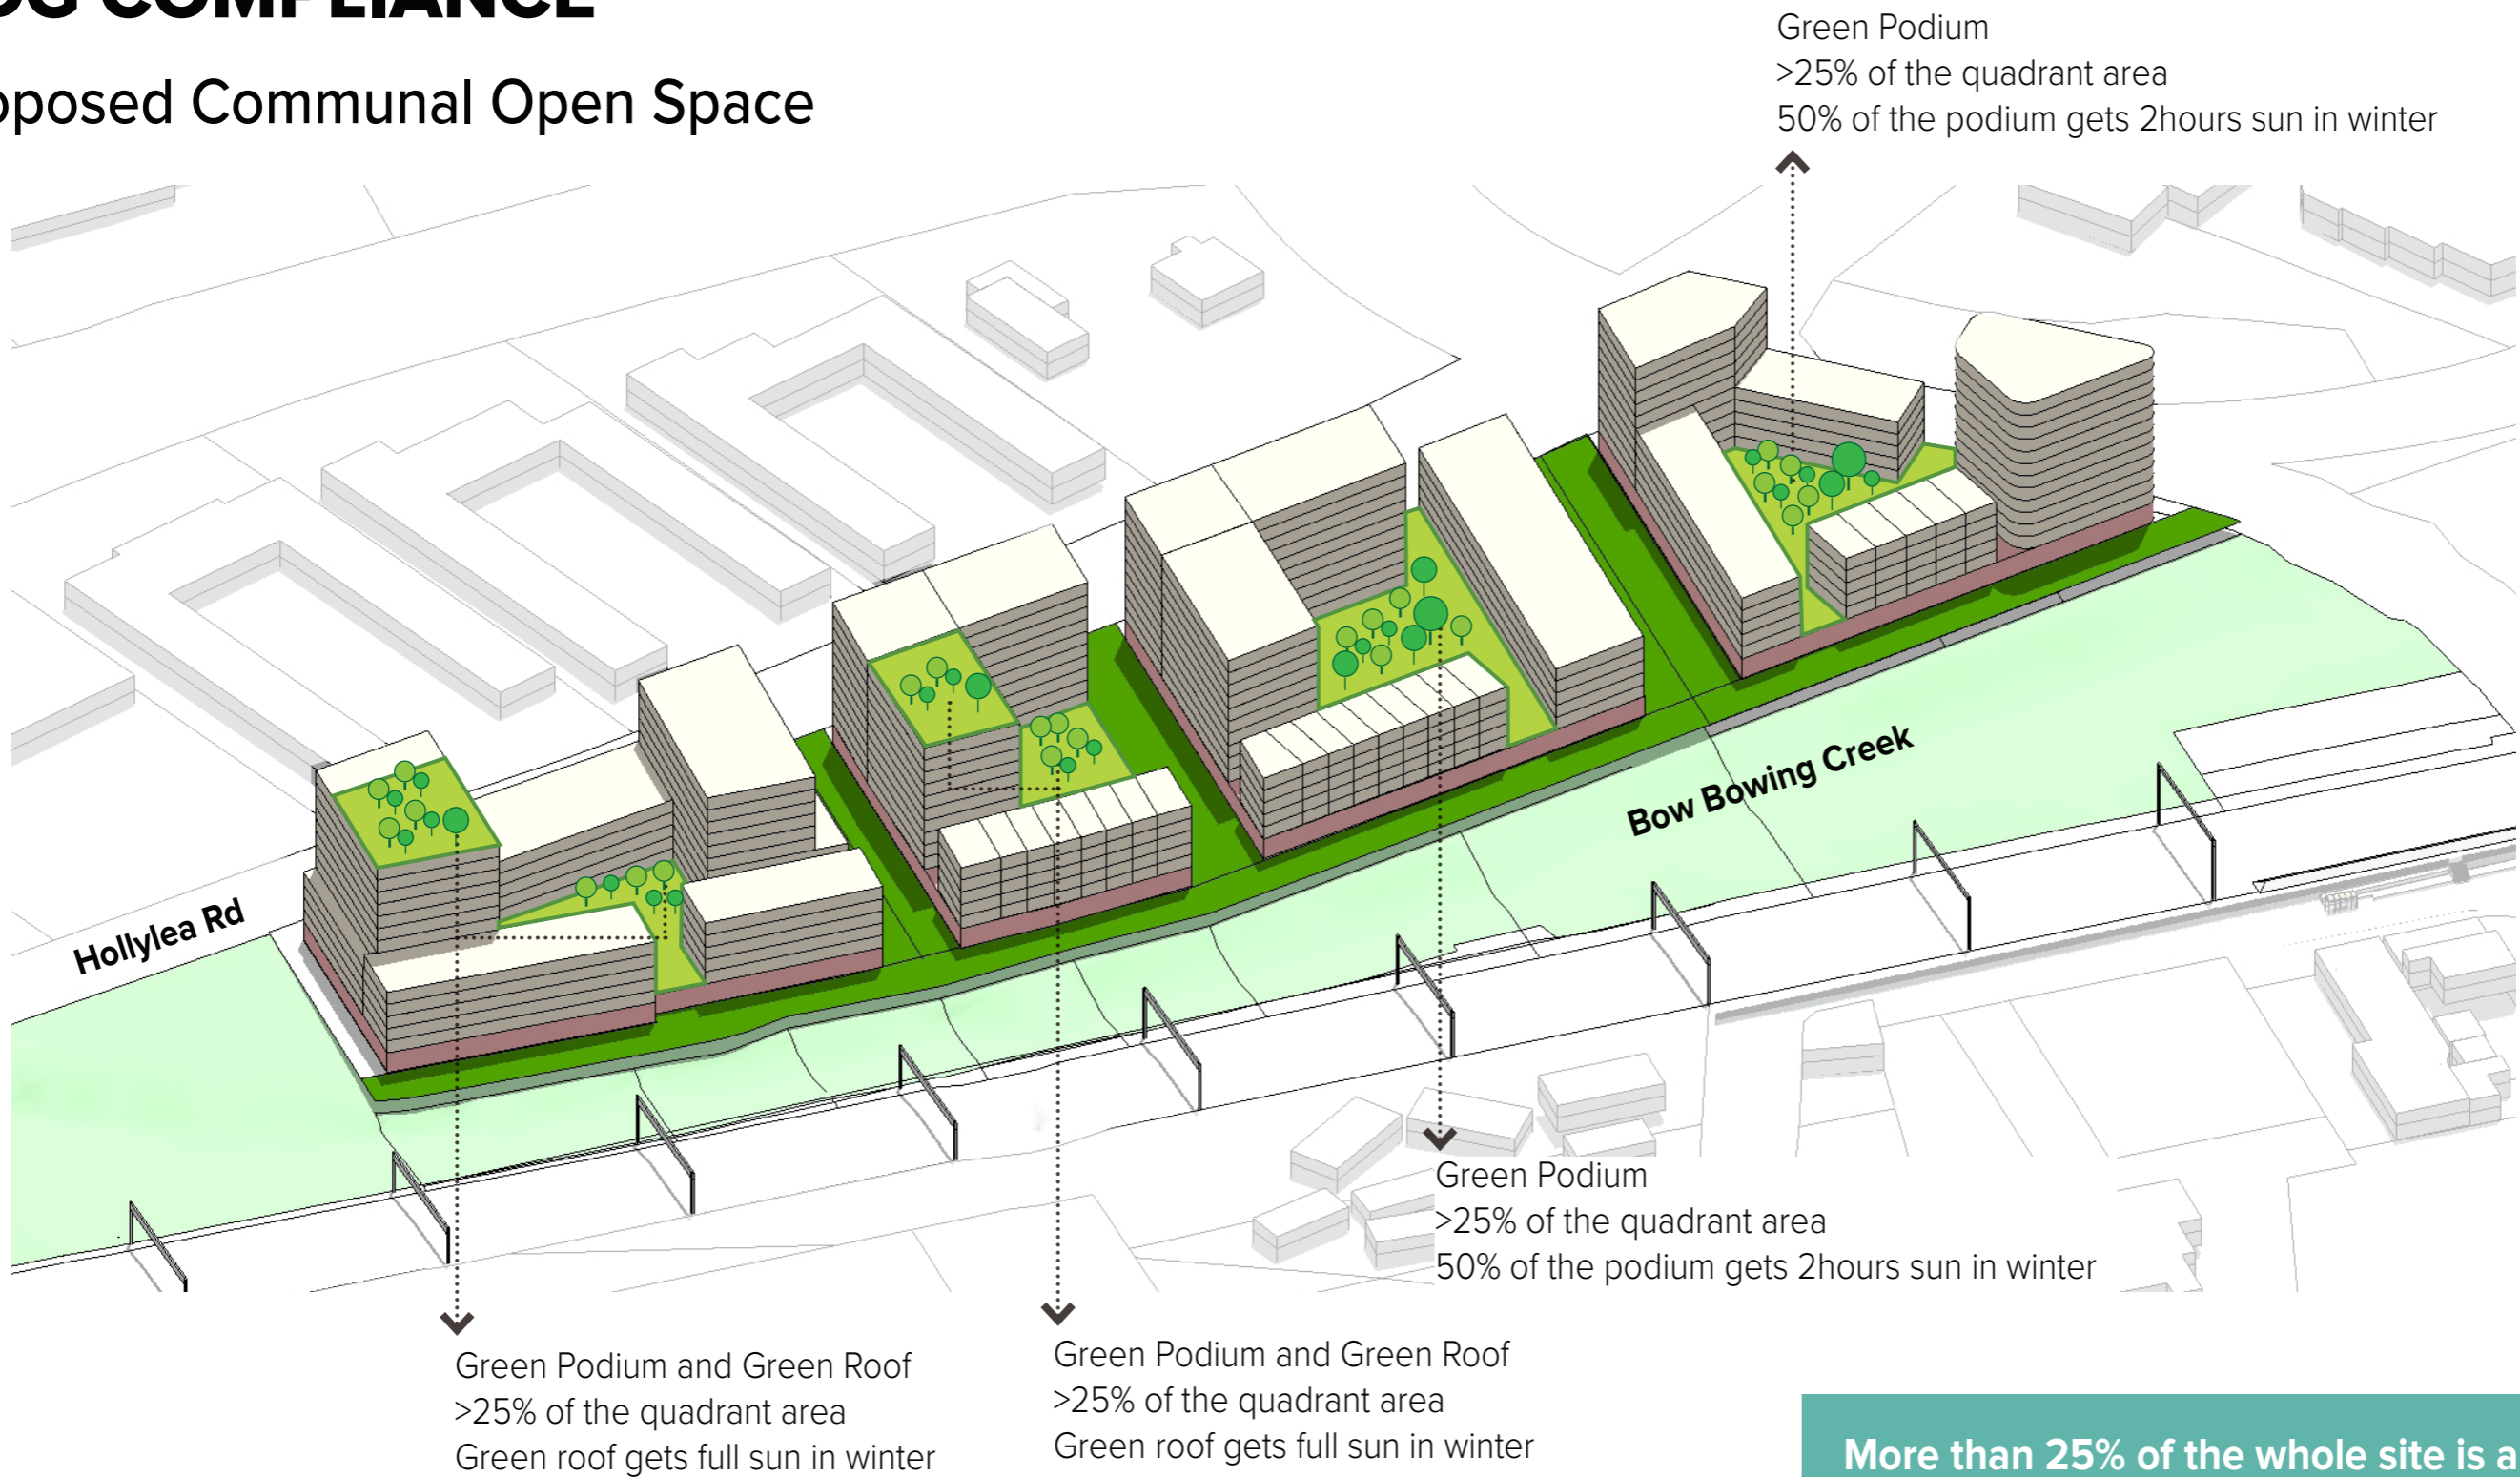 COMPLIANCE
Communal Open Space
Green Podium
>25% of the quadrant area
50% of the podium gets 2hours sun in winter
Hollylea Rd
Bow Bowing Creek
Green Podium
>25% of the quadrant area
50% of the podium gets 2hours sun in winter
Green Podium and Green Roof
>25% of the quadrant area
Green roof gets full sun in winter
Green Podium and Green Roof
>25% of the quadrant area
Green roof gets full sun in winter
More than 25% of the whole site is